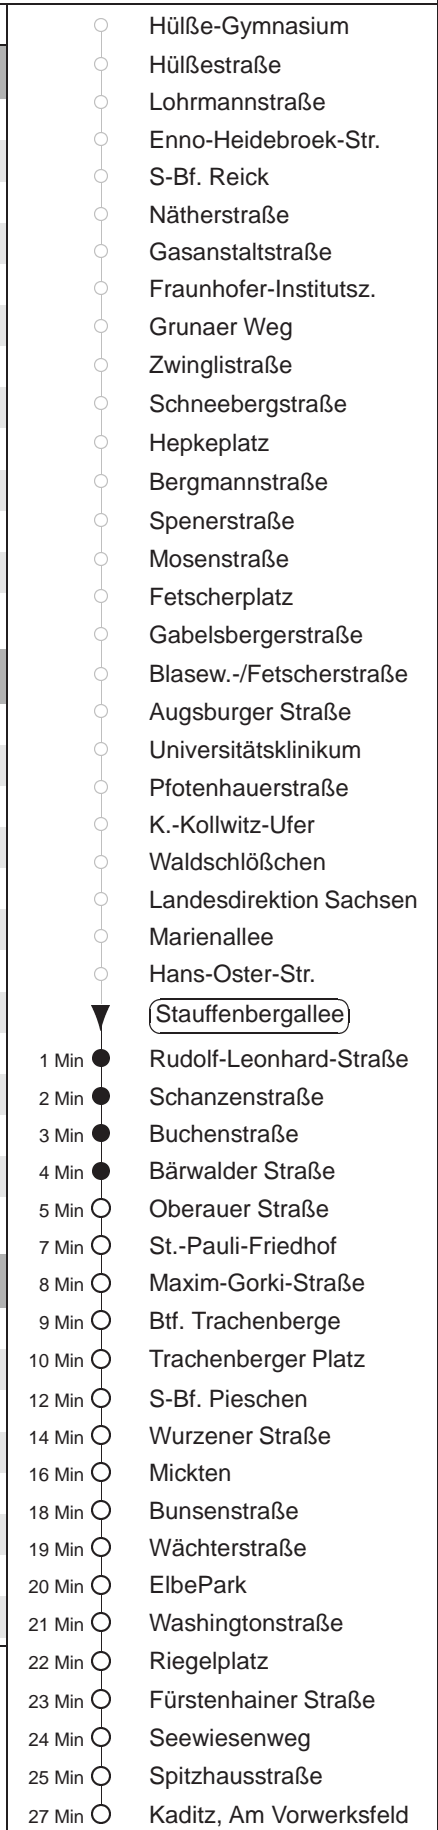 Hülße-Gymnasium
Hülßestraße
Lohrmannstraße
Enno-Heidebroek-Str.
S-Bf. Reick
Nätherstraße
Gasanstaltstraße
Fraunhofer-Institutsz.
Grunaer Weg
Zwinglistraße
Schneebergstraße
Hepkeplatz
Bergmannstraße
Spenerstraße
Mosenstraße
Fetscherplatz
Gabelsbergerstraße
Blasew.-/Fetscherstraße
Augsburger Straße
Universitätsklinikum
Pfotenhauerstraße
K.-Kollwitz-Ufer
Waldschlößchen
Landesdirektion Sachsen
Marienallee
Hans-Oster-Str.
Stauffenbergallee
1 Min Rudolf-Leonhard-Straße
2 Min Schanzenstraße
3 Min Buchenstraße
4 Min Bärwalder Straße
5 Min Oberauer Straße
7 Min St.-Pauli-Friedhof
8 Min Maxim-Gorki-Straße
9 Min Btf. Trachenberge
10 Min Trachenberger Platz
12 Min S-Bf. Pieschen
14 Min Wurzener Straße
16 Min Mickten
18 Min Bunsenstraße
19 Min Wächterstraße
20 Min ElbePark
21 Min Washingtonstraße
22 Min Riegelplatz
23 Min Fürstenhainer Straße
24 Min Seewiesenweg
25 Min Spitzhausstraße
27 Min Kaditz, Am Vorwerksfeld